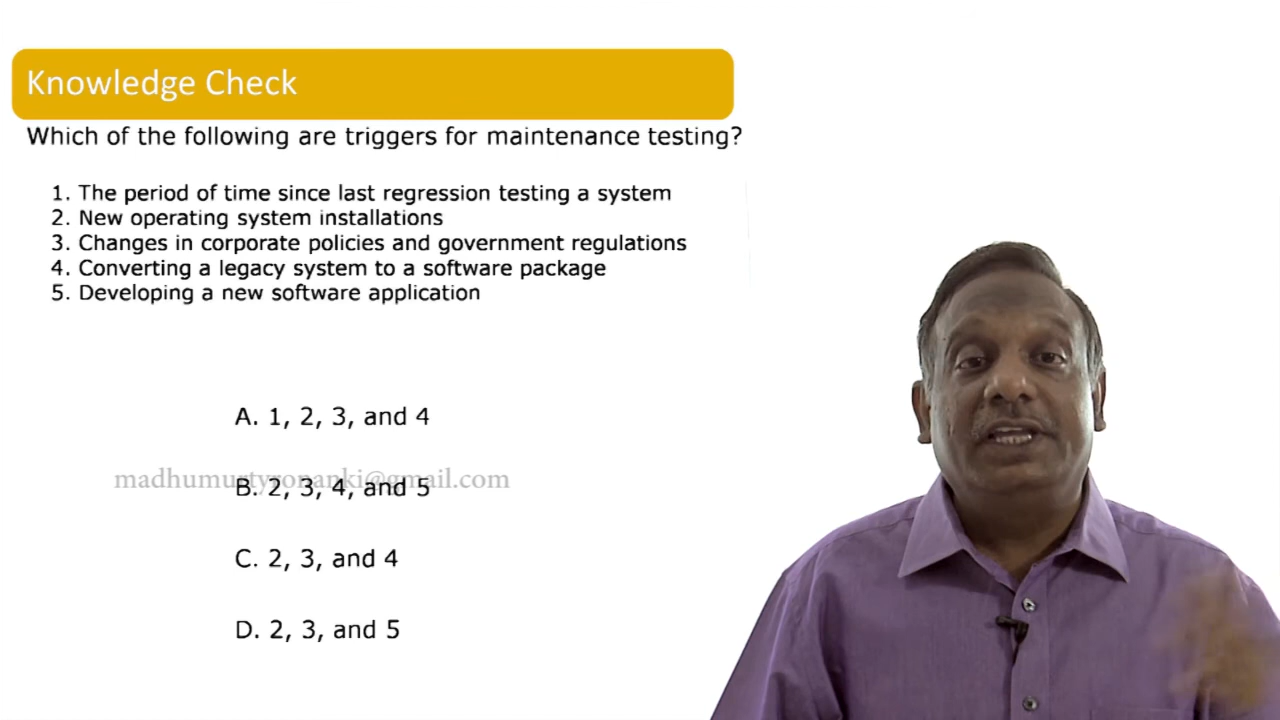 Knowledge Check
Which of the following are triggers for maintenance testing?
1. The period of time since last regression testing a system
2. New operating system installations
3. Changes in corporate policies and government regulations
4. Converting a legacy system to a software package
5. Developing a new software application
A. 1, 2, 3, and 4
madhumurtyronanki@gmail.com
B. 2, 3, 4, and 5
C. 2, 3, and 4
D. 2, 3, and 5